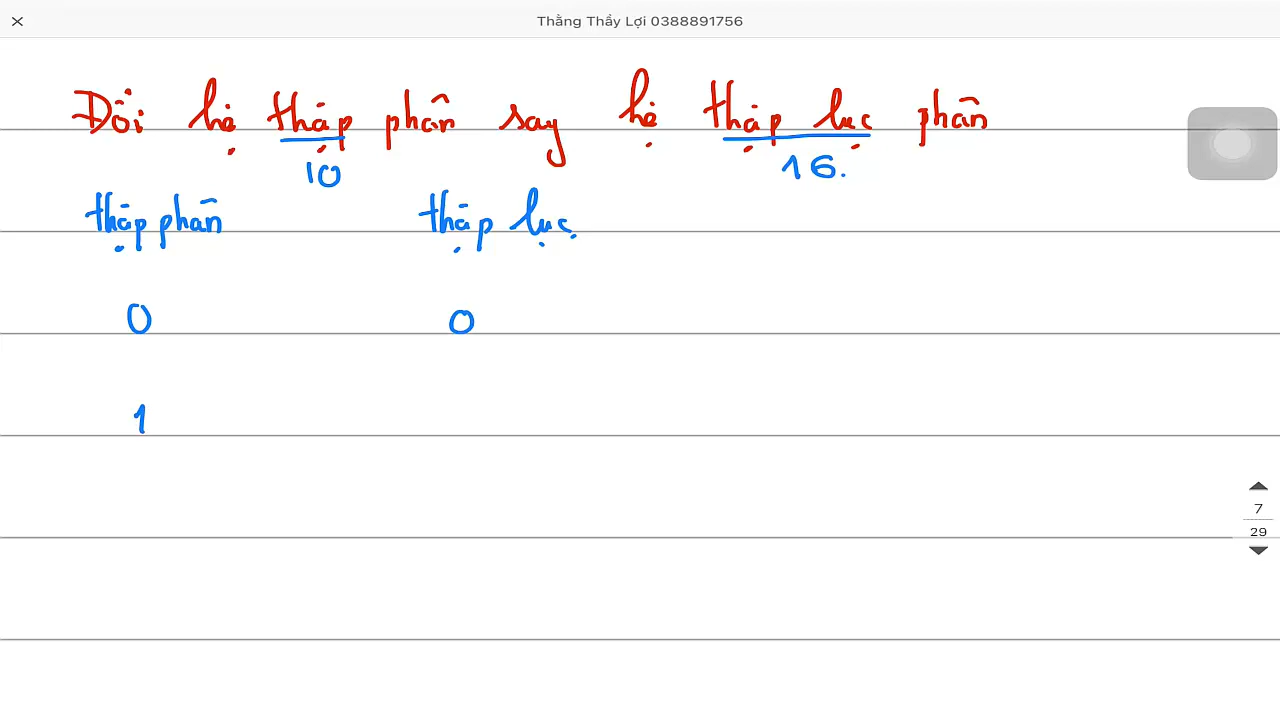 Thằng Thầy Lợi 0388891756
Đổi hệ thập phân say hệ thập lục phân
10 16.
thập phân thập lục
0 0
1
7
29